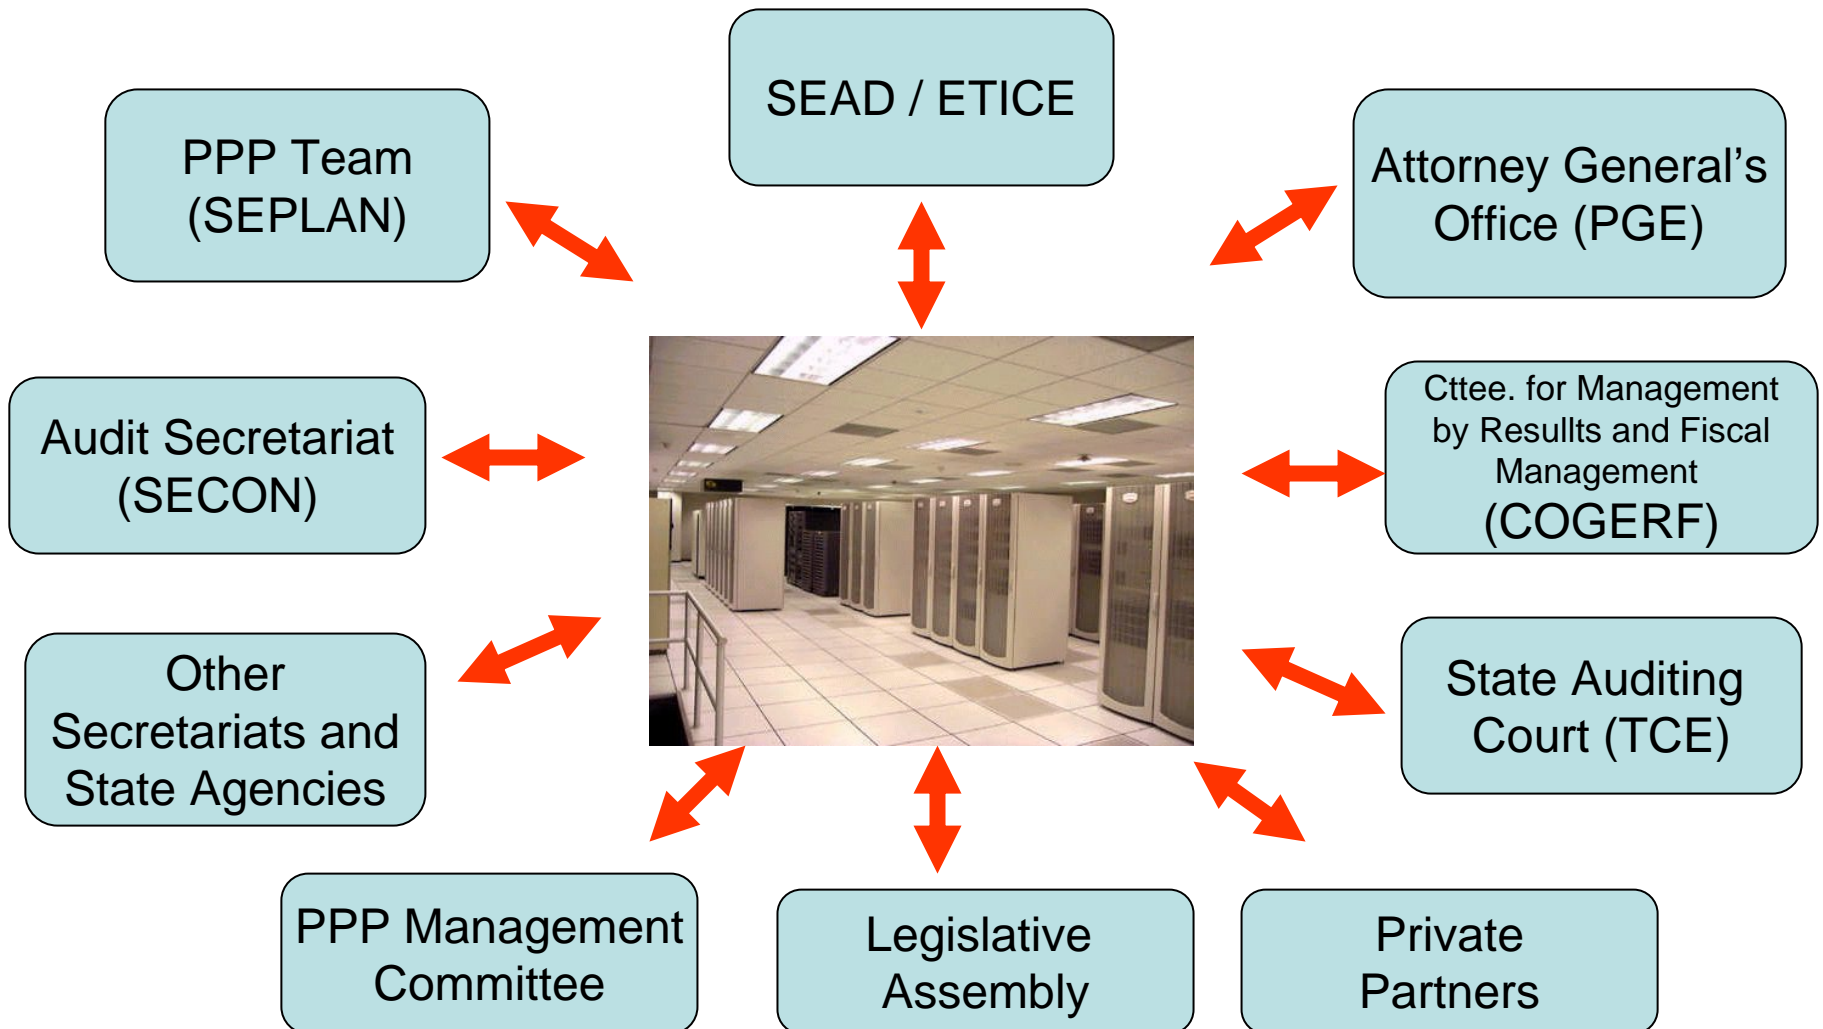 SEAD / ETICE
PPP Team
(SEPLAN)
Attorney General’s
Office (PGE)
Audit Secretariat
(SECON)
Cttee. for Management
by Resullts and Fiscal
Management
(COGERF)
Other
Secretariats and
State Agencies
State Auditing
Court (TCE)
PPP Management
Committee
Legislative
Assembly
Private
Partners